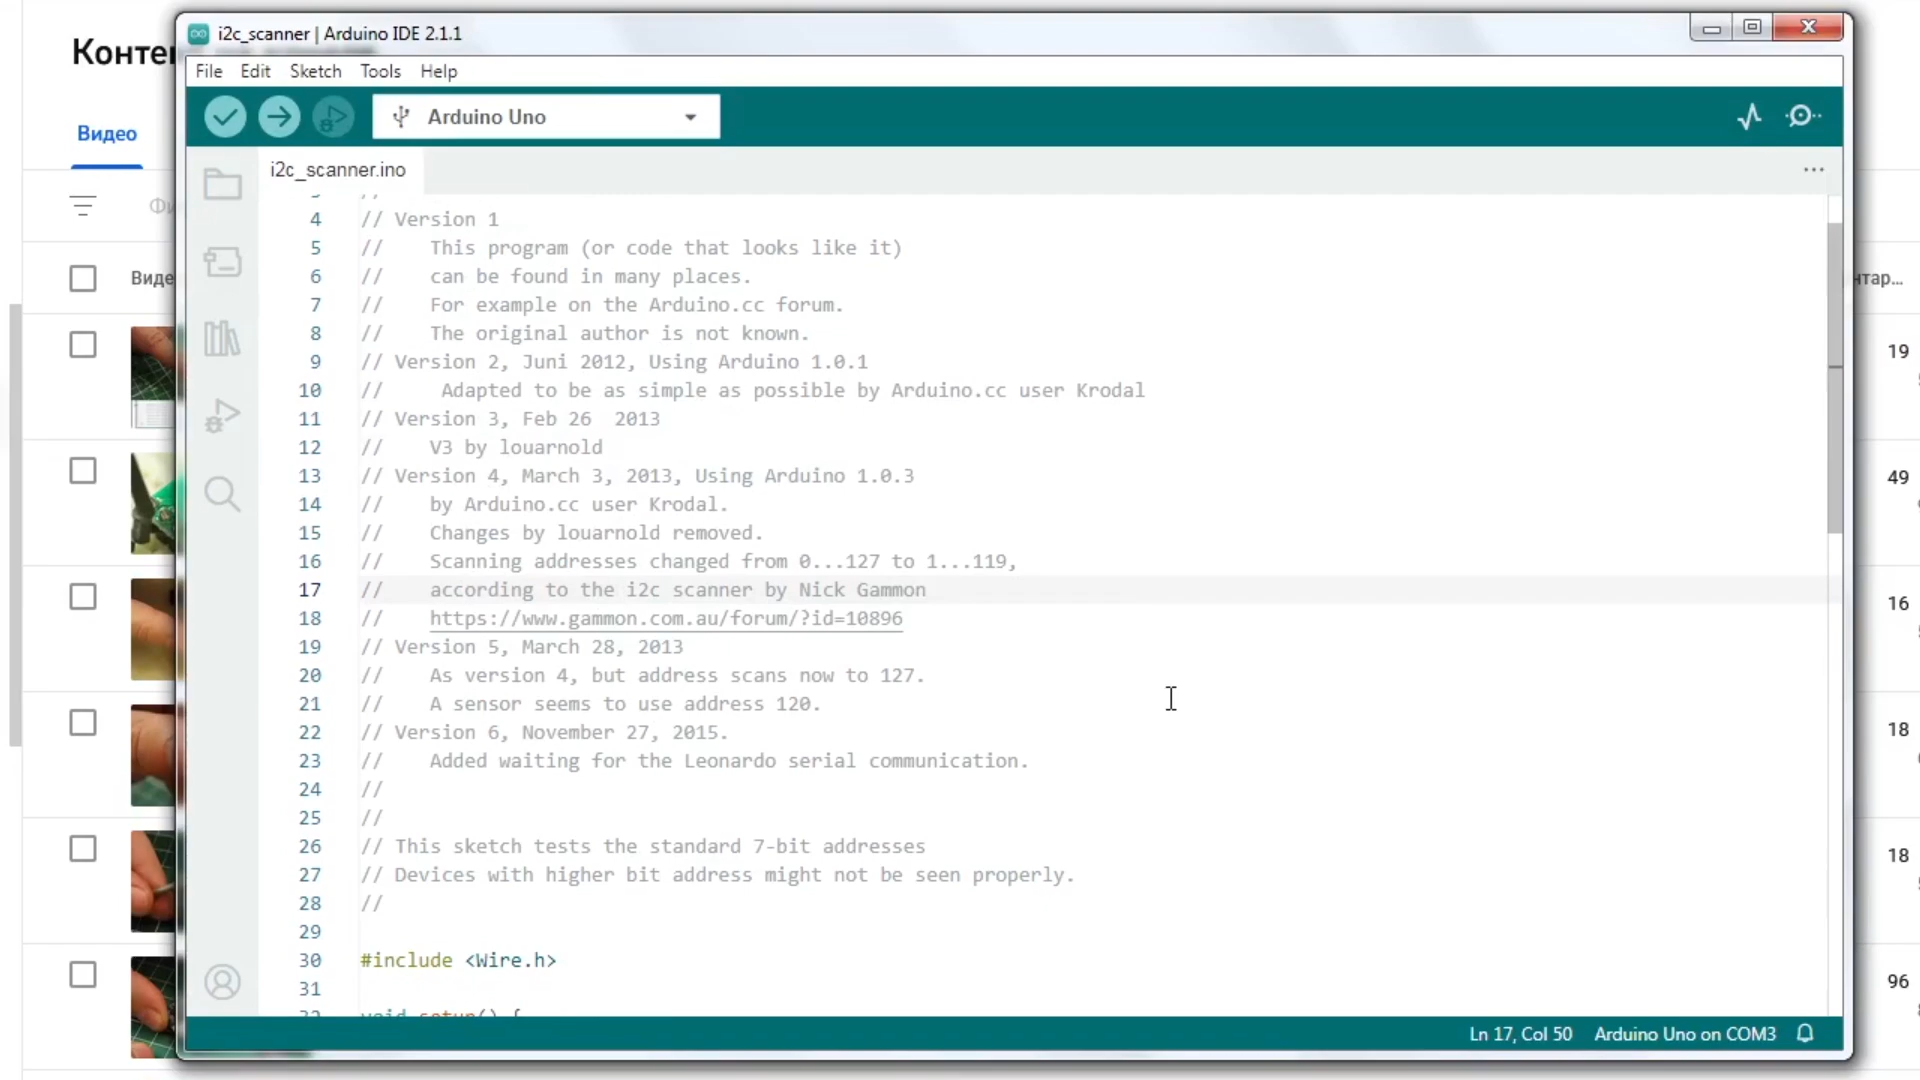 i2c_scanner | Arduino IDE 2.1.1
File Edit Sketch Tools Help
Arduino Uno
i2c_scanner.ino
4 // Version 1
5 //    This program (or code that looks like it)
6 //    can be found in many places.
7 //    For example on the Arduino.cc forum.
8 //    The original author is not known.
9 // Version 2, Juni 2012, Using Arduino 1.0.1
10 //     Adapted to be as simple as possible by Arduino.cc user Krodal
11 // Version 3, Feb 26  2013
12 //    V3 by louarnold
13 // Version 4, March 3, 2013, Using Arduino 1.0.3
14 //    by Arduino.cc user Krodal.
15 //    Changes by louarnold removed.
16 //    Scanning addresses changed from 0...127 to 1...119,
17 //    according to the i2c scanner by Nick Gammon
18 //    https://www.gammon.com.au/forum/?id=10896
19 // Version 5, March 28, 2013
20 //    As version 4, but address scans now to 127.
21 //    A sensor seems to use address 120.
22 // Version 6, November 27, 2015.
23 //    Added waiting for the Leonardo serial communication.
24 //
25 //
26 // This sketch tests the standard 7-bit addresses
27 // Devices with higher bit address might not be seen properly.
28 //
29
30 #include <Wire.h>
31
32 void setup() {
Ln 17, Col 50 Arduino Uno on COM3
Видео
19
49
16
18
18
96